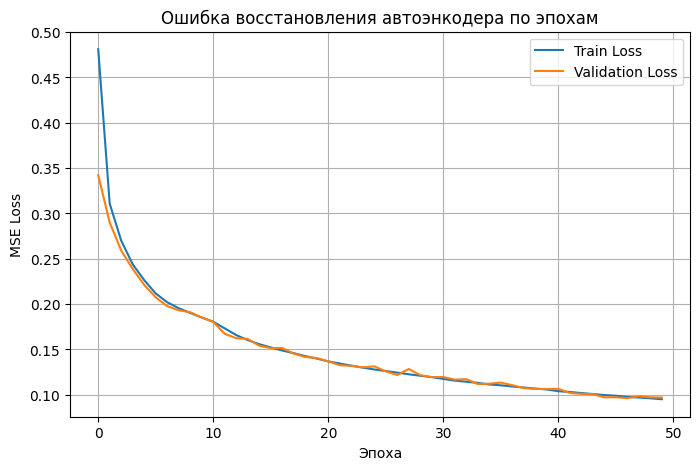 Ошибка восстановления автоэнкодера по эпохам
Train Loss
Validation Loss
0.50
0.45
0.40
0.35
0.30
0.25
0.20
0.15
0.10
MSE Loss
0 10 20 30 40 50
Эпоха